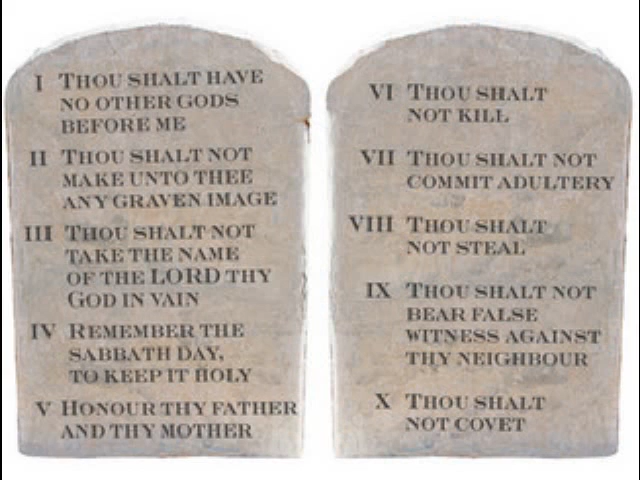 I THOU SHALT HAVE
NO OTHER GODS
BEFORE ME
II THOU SHALT NOT
MAKE UNTO THEE
ANY GRAVEN IMAGE
III THOU SHALT NOT
TAKE THE NAME
OF THE LORD THY
GOD IN VAIN
IV REMEMBER THE
SABBATH DAY,
TO KEEP IT HOLY
V HONOUR THY FATHER
AND THY MOTHER
VI THOU SHALT
NOT KILL
VII THOU SHALT NOT
COMMIT ADULTERY
VIII THOU SHALT
NOT STEAL
IX THOU SHALT NOT
BEAR FALSE
WITNESS AGAINST
THY NEIGHBOUR
X THOU SHALT
NOT COVET